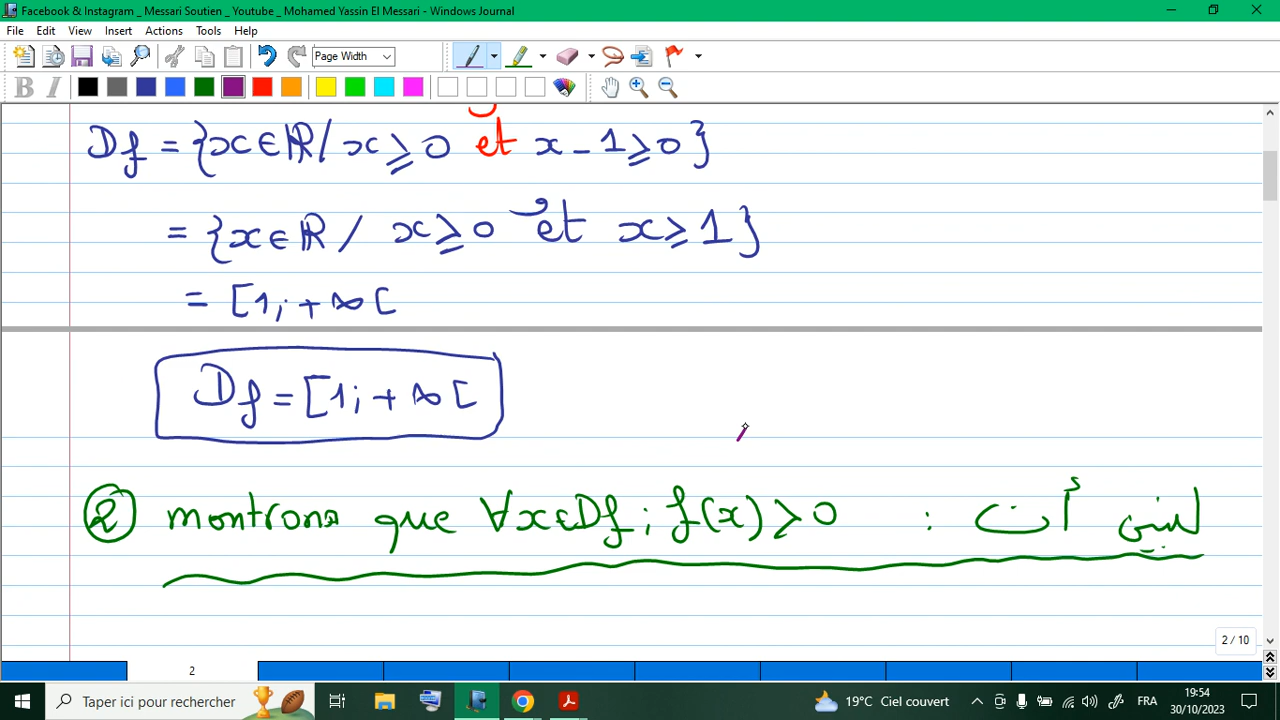 Facebook & Instagram _ Messari Soutien _ Youtube _ Mohamed Yassin El Messari - Windows Journal
File Edit View Insert Actions Tools Help
Page Width
B I
Df = {x∈ℝ/ x ≥ 0 et x - 1 ≥ 0}
= {x∈ℝ / x ≥ 0 و et x ≥ 1}
= [1; +∞[
Df = [1; +∞[
② montrons que ∀x∈Df ; f(x) > 0 : لنبين أن
2 / 10
2
Taper ici pour rechercher
19°C Ciel couvert
FRA
19:54
30/10/2023